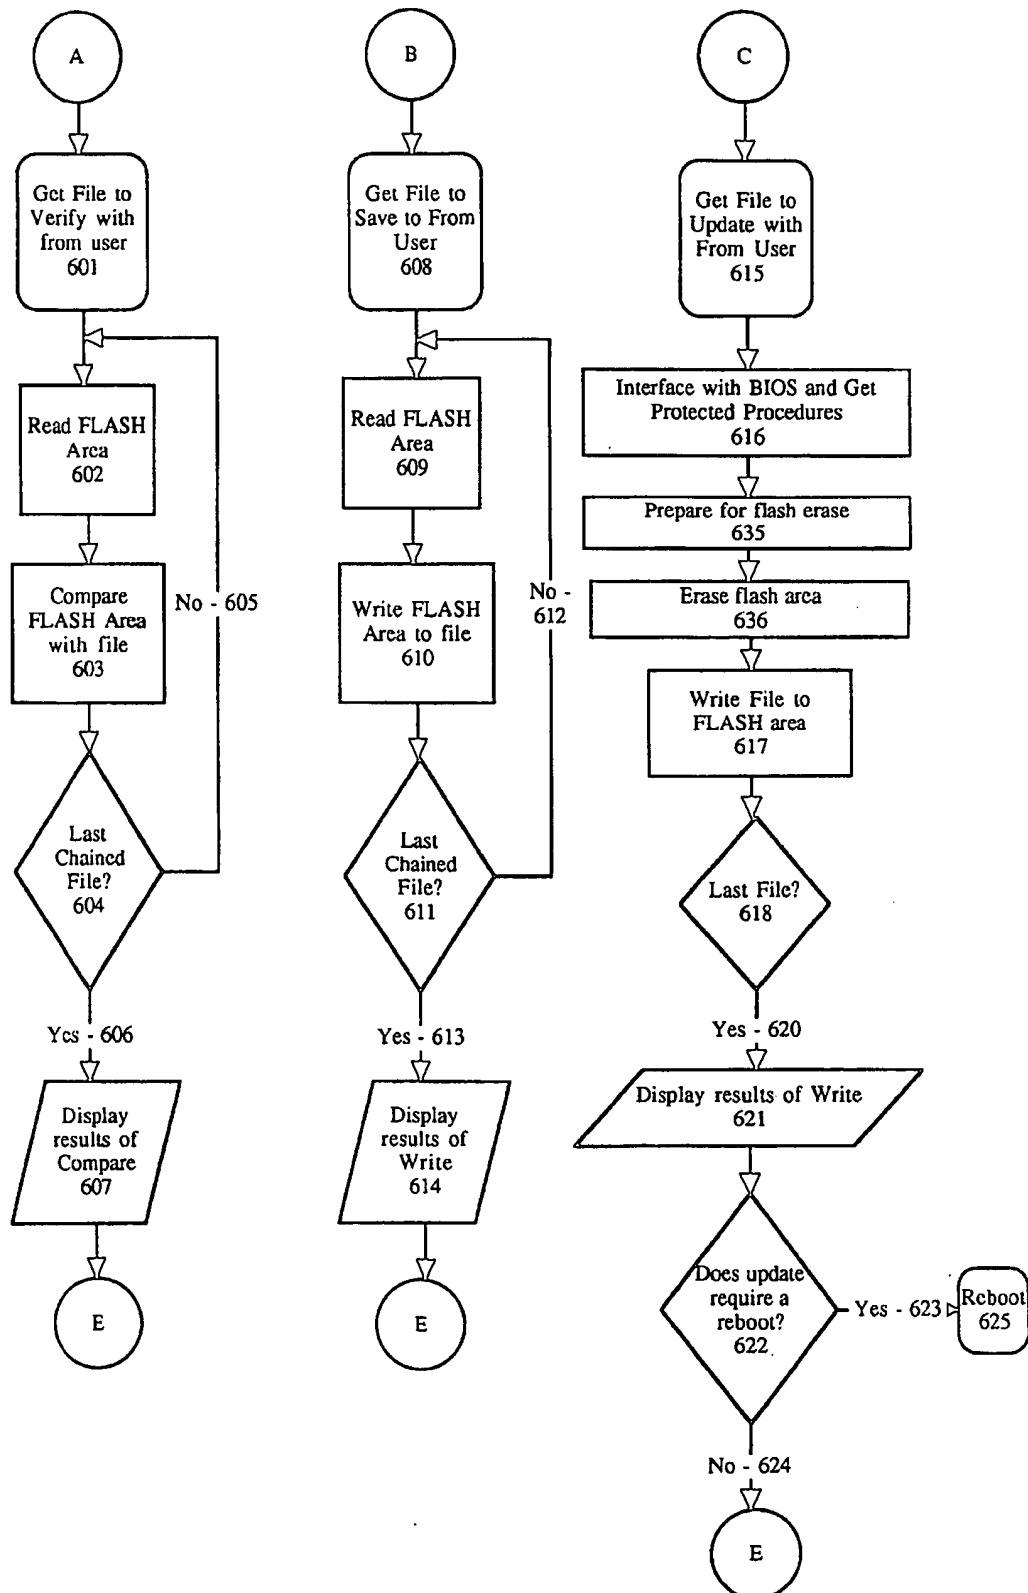 A
Get File to
Verify with
from user
601
Read FLASH
Area
602
Compare
FLASH Area
with file
603
No - 605
Last
Chained
File?
604
Yes - 606
Display
results of
Compare
607
E
B
Get File to
Save to From
User
608
Read FLASH
Area
609
Write FLASH
Area to file
610
No -
612
Last
Chained
File?
611
Yes - 613
Display
results of
Write
614
E
C
Get File to
Update with
From User
615
Interface with BIOS and Get
Protected Procedures
616
Prepare for flash erase
635
Erase flash area
636
Write File to
FLASH area
617
Last File?
618
Yes - 620
Display results of Write
621
Does update
require a
reboot?
622
Yes - 623
Reboot
625
No - 624
E